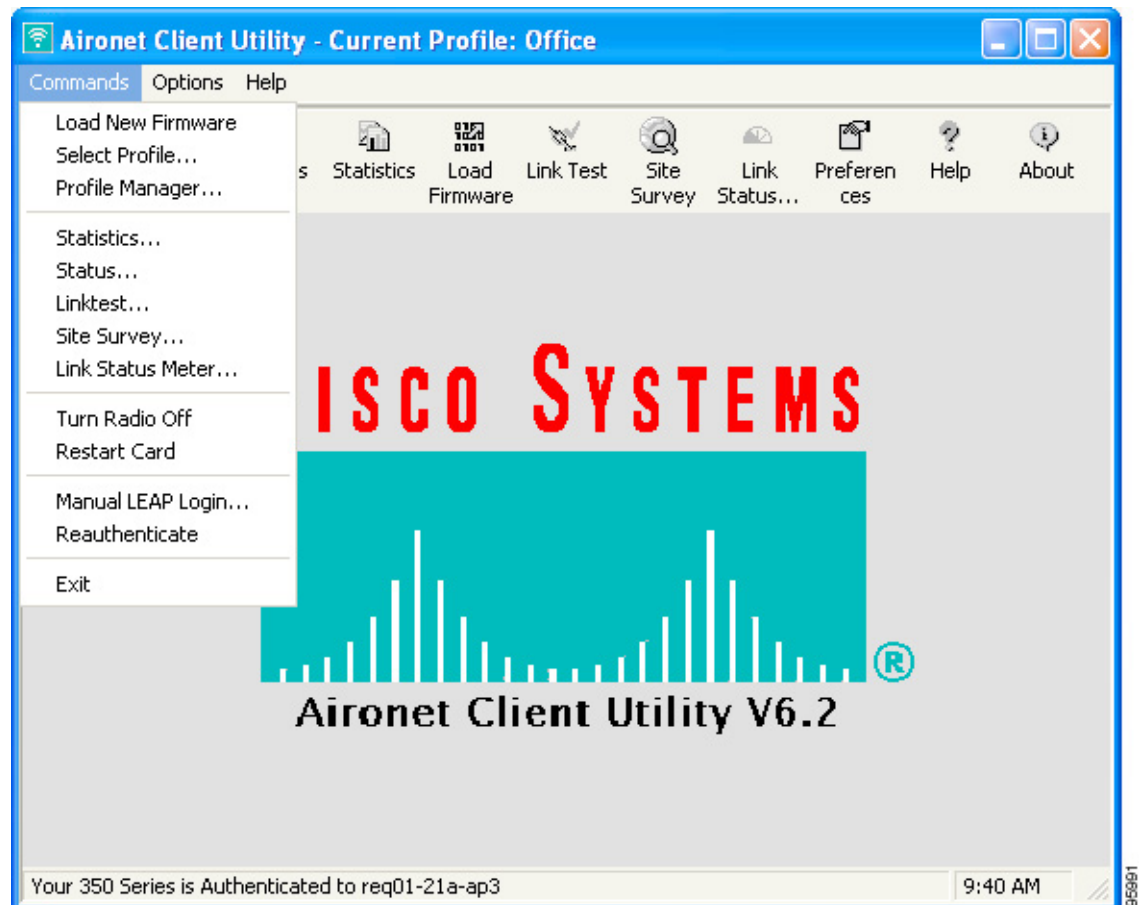 Aironet Client Utility - Current Profile: Office
Commands Options Help
Load New Firmware
Select Profile...
Profile Manager...
Statistics...
Status...
Linktest...
Site Survey...
Link Status Meter...
Turn Radio Off
Restart Card
Manual LEAP Login...
Reauthenticate
Exit
s
Statistics
Load
Firmware
Link Test
Site
Survey
Link
Status...
Preferen
ces
Help
About
ISCO SYSTEMS
®
Aironet Client Utility V6.2
Your 350 Series is Authenticated to req01-21a-ap3
9:40 AM
95991